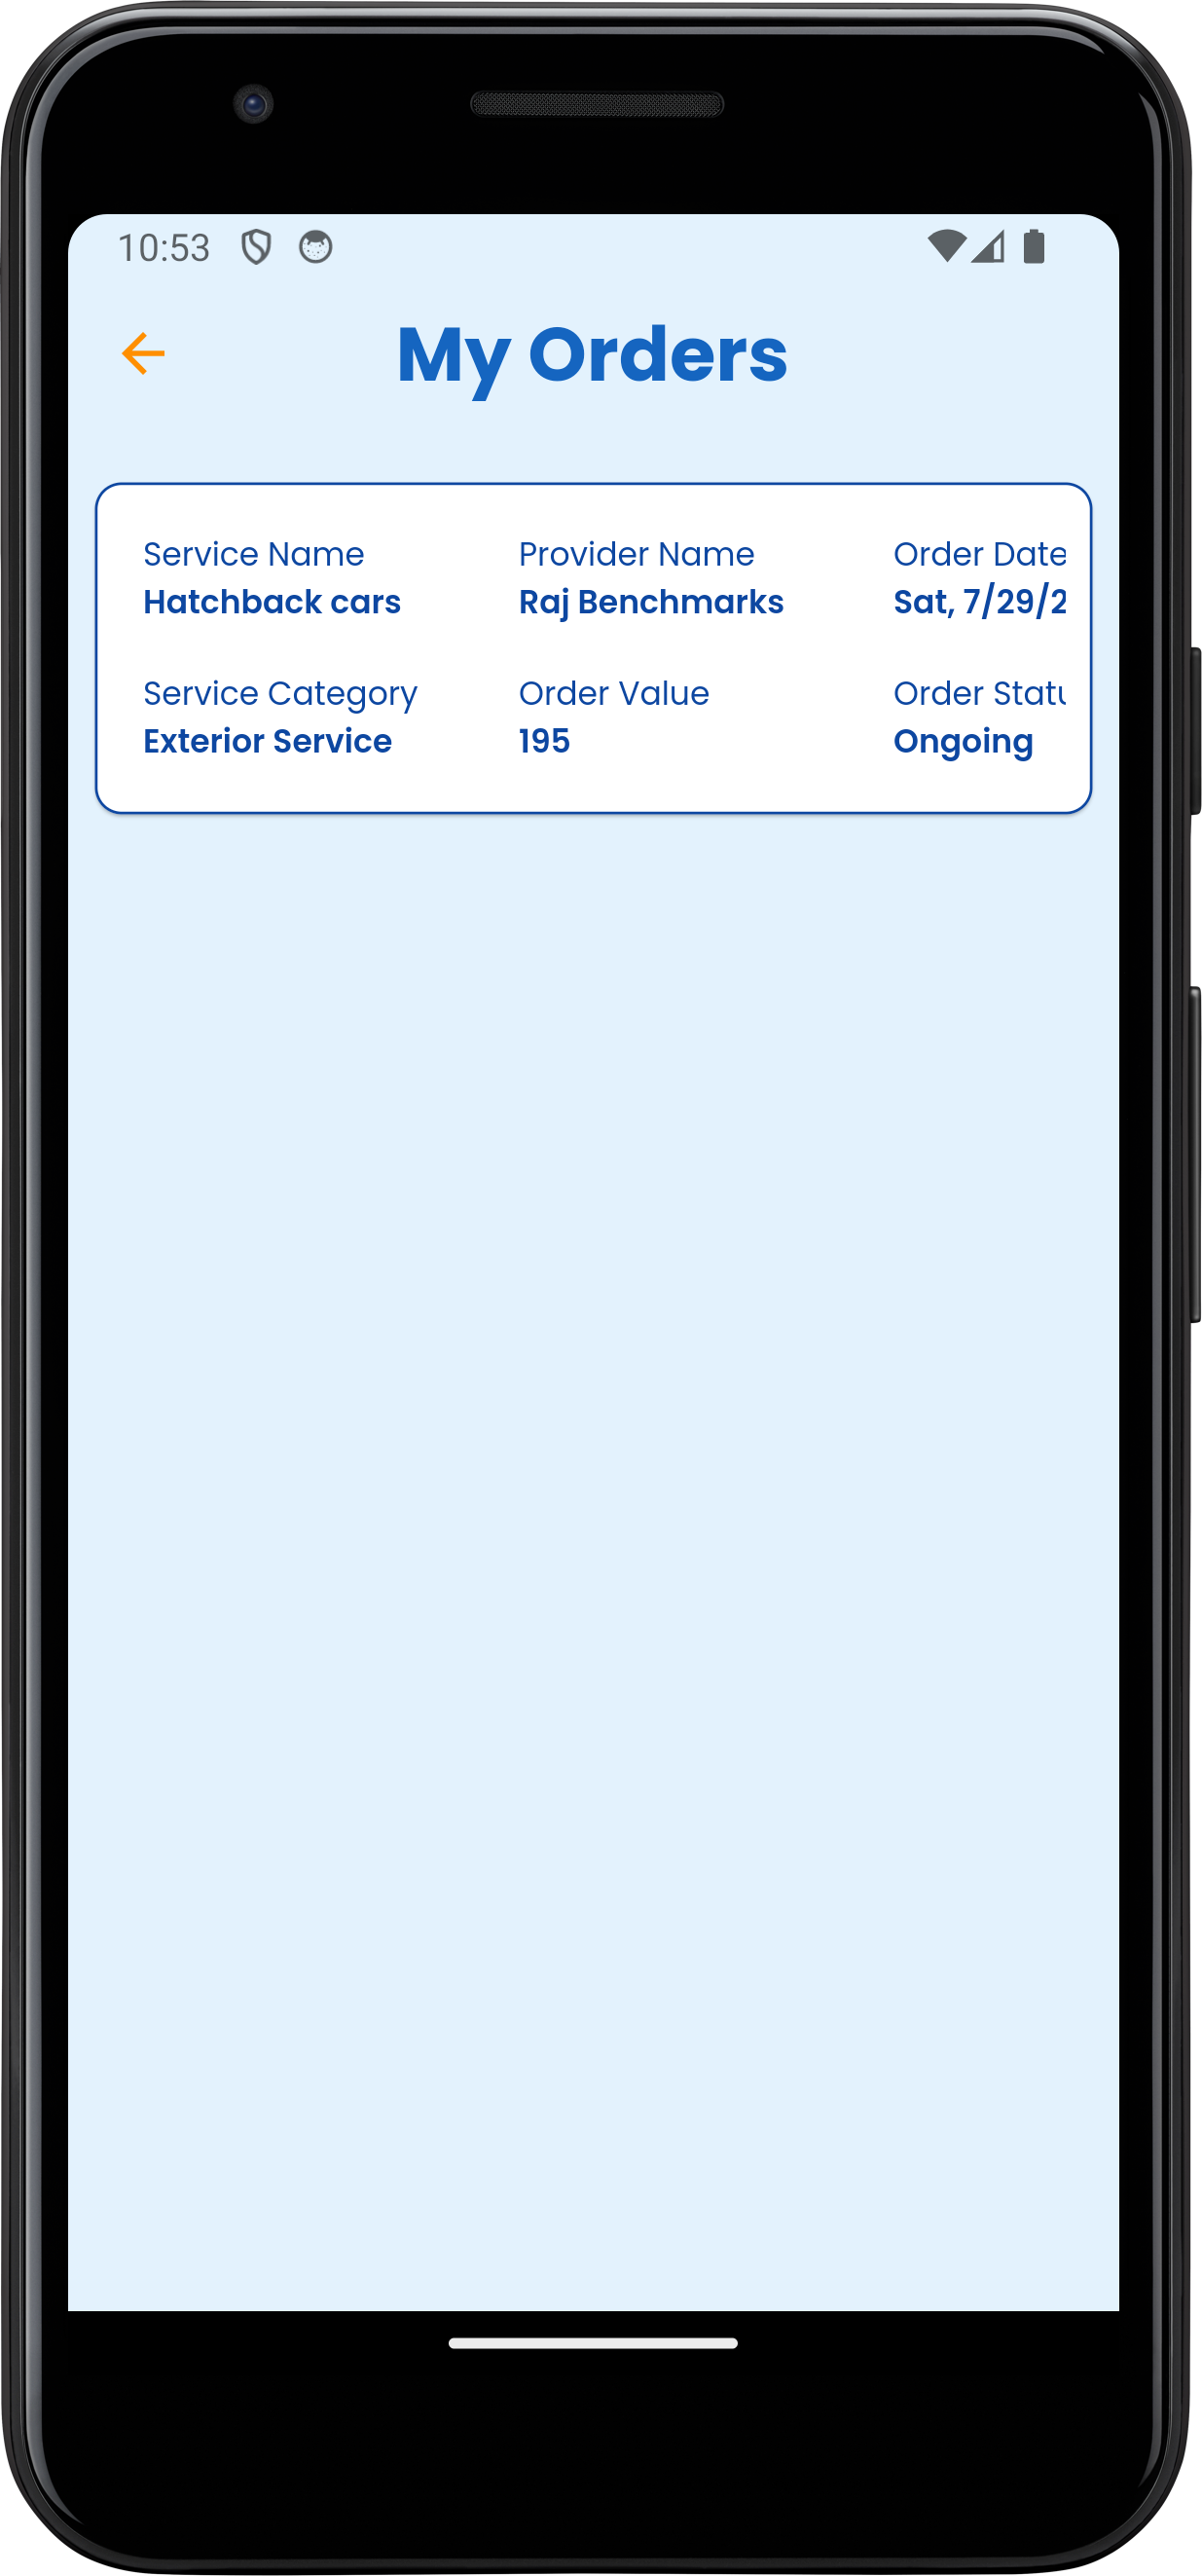 10:53
My Orders
Service Name Provider Name Order Date
Hatchback cars Raj Benchmarks Sat, 7/29/2
Service Category Order Value Order Statu
Exterior Service 195 Ongoing